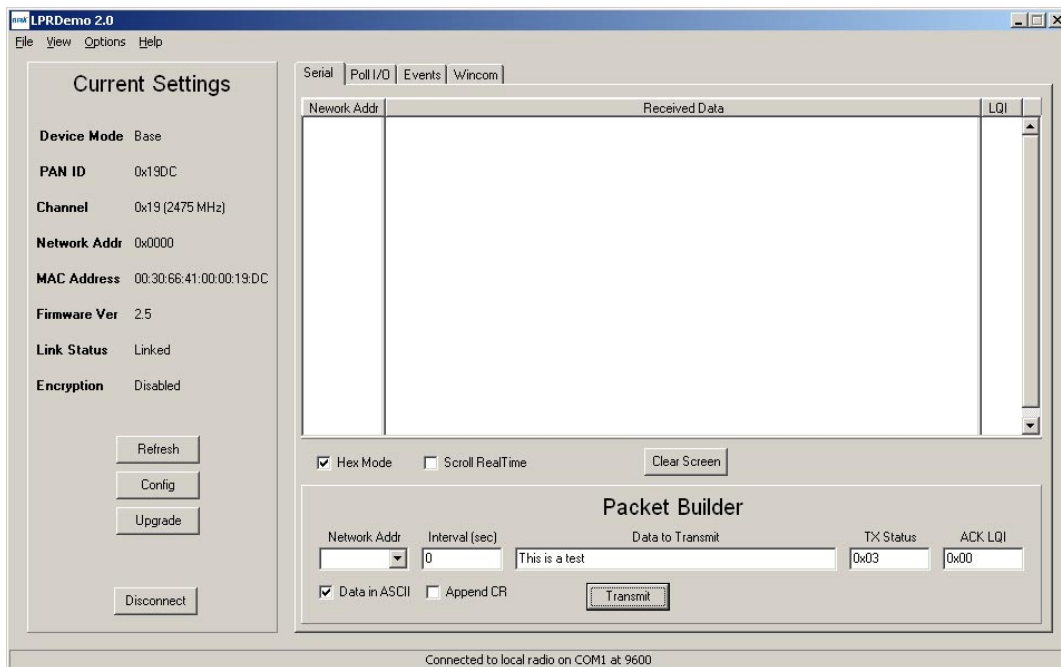 RFM LPRDemo 2.0
File View Options Help
Current Settings
Device Mode Base
PAN ID 0x19DC
Channel 0x19 (2475 MHz)
Network Addr 0x0000
MAC Address 00:30:66:41:00:00:19:DC
Firmware Ver 2.5
Link Status Linked
Encryption Disabled
Refresh
Config
Upgrade
Disconnect
Serial Poll I/O Events Wincom
Nework Addr Received Data LQI
Hex Mode Scroll RealTime Clear Screen
Packet Builder
Network Addr Interval (sec) Data to Transmit TX Status ACK LQI
0 This is a test 0x03 0x00
Data in ASCII Append CR Transmit
Connected to local radio on COM1 at 9600